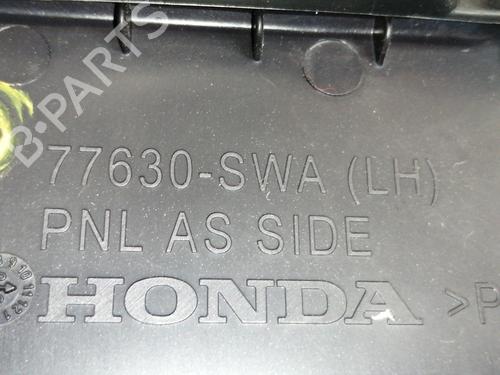 B-PARTS
77630-SWA (LH)
PNL AS SIDE
HONDA >P